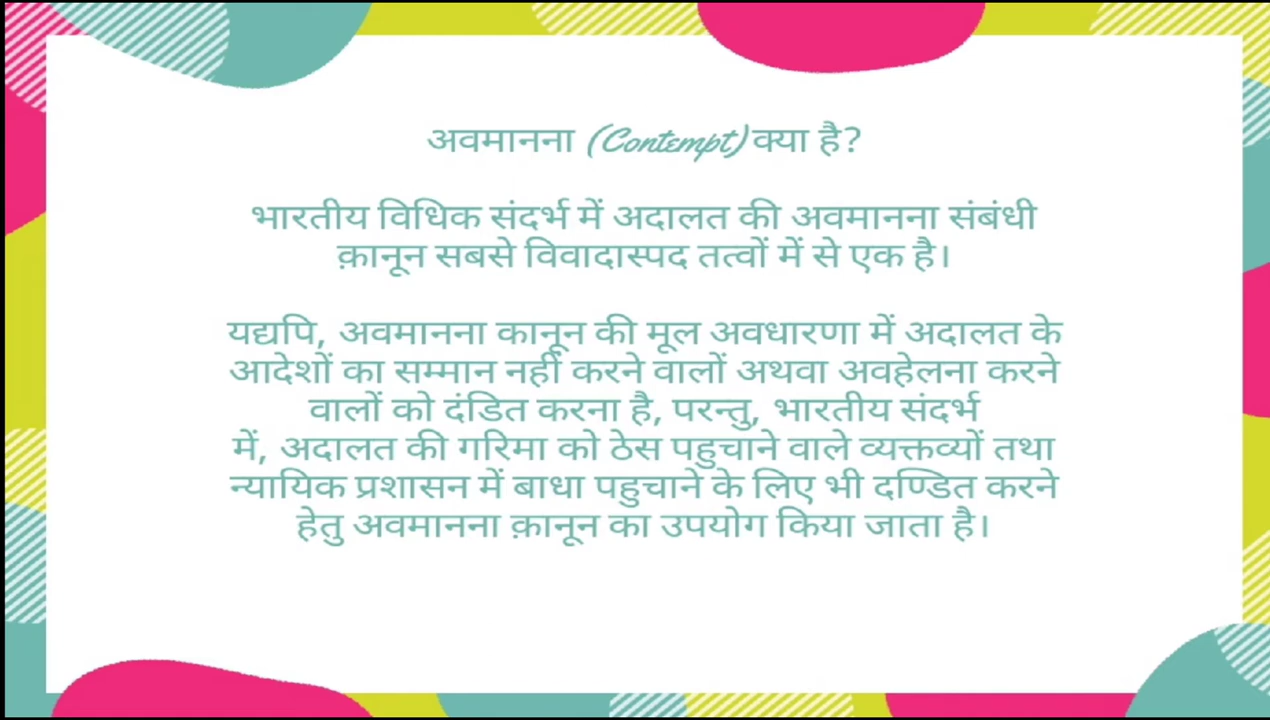 अवमानना (Contempt) क्या है?
भारतीय विधिक संदर्भ में अदालत की अवमानना संबंधी
क़ानून सबसे विवादास्पद तत्वों में से एक है।
यद्यपि, अवमानना कानून की मूल अवधारणा में अदालत के
आदेशों का सम्मान नहीं करने वालों अथवा अवहेलना करने
वालों को दंडित करना है, परन्तु, भारतीय संदर्भ
में, अदालत की गरिमा को ठेस पहुचाने वाले व्यक्तव्यों तथा
न्यायिक प्रशासन में बाधा पहुचाने के लिए भी दण्डित करने
हेतु अवमानना क़ानून का उपयोग किया जाता है।